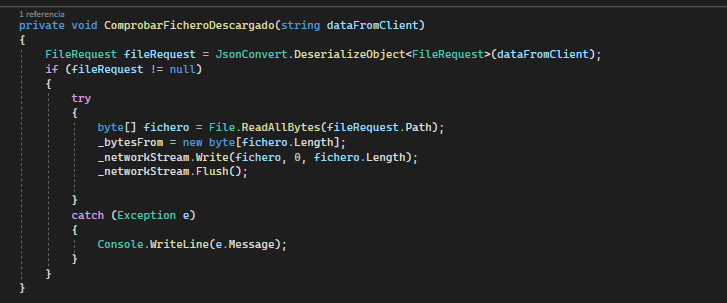 1 referencia
private void ComprobarFicheroDescargado(string dataFromClient)
{
FileRequest fileRequest = JsonConvert.DeserializeObject<FileRequest>(dataFromClient);
if (fileRequest != null)
{
try
{
byte[] fichero = File.ReadAllBytes(fileRequest.Path);
_bytesFrom = new byte[fichero.Length];
_networkStream.Write(fichero, 0, fichero.Length);
_networkStream.Flush();
}
catch (Exception e)
{
Console.WriteLine(e.Message);
}
}
}